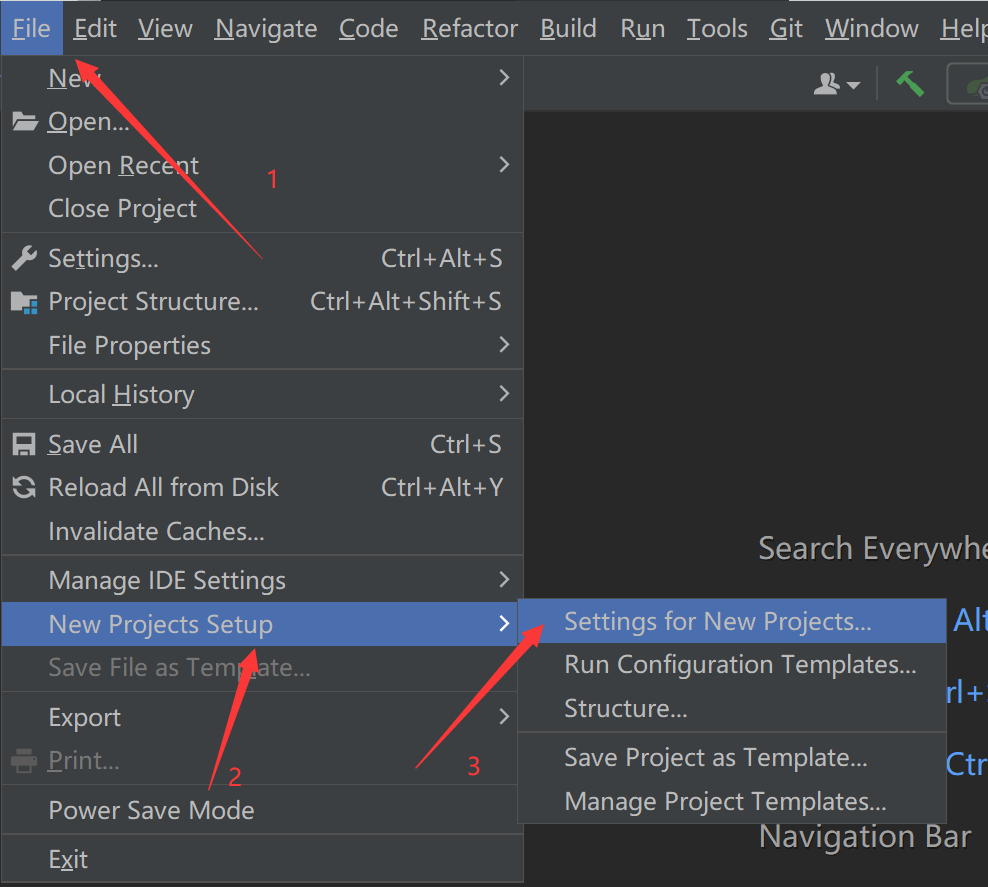 File Edit View Navigate Code Refactor Build Run Tools Git Window Help
New
Open...
Open Recent
1
Close Project
Settings... Ctrl+Alt+S
Project Structure... Ctrl+Alt+Shift+S
File Properties
Local History
Save All Ctrl+S
Reload All from Disk Ctrl+Alt+Y
Invalidate Caches...
Manage IDE Settings
New Projects Setup
Save File as Template...
Export
Print...
2
Power Save Mode
Exit
Settings for New Projects...
Run Configuration Templates...
Structure...
3
Save Project as Template...
Manage Project Templates...
Search Everywhe
Alt
rl+
Ctr
Navigation Bar